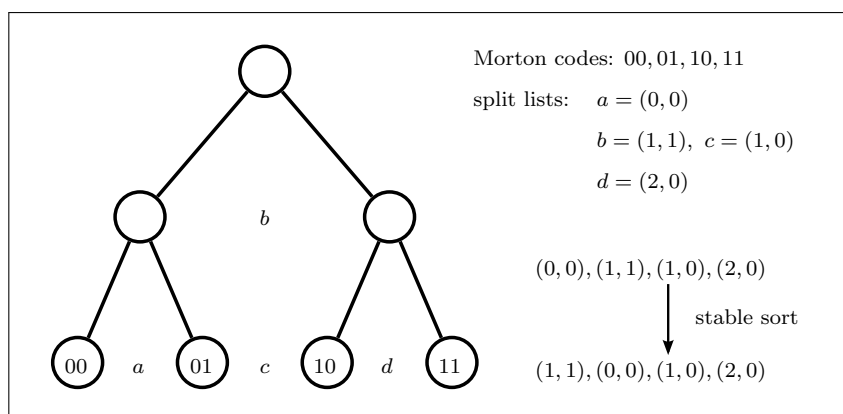 Morton codes: 00, 01, 10, 11
split lists: a = (0, 0)
b = (1, 1), c = (1, 0)
d = (2, 0)
b
(0, 0), (1, 1), (1, 0), (2, 0)
stable sort
00 a 01 c 10 d 11
(1, 1), (0, 0), (1, 0), (2, 0)